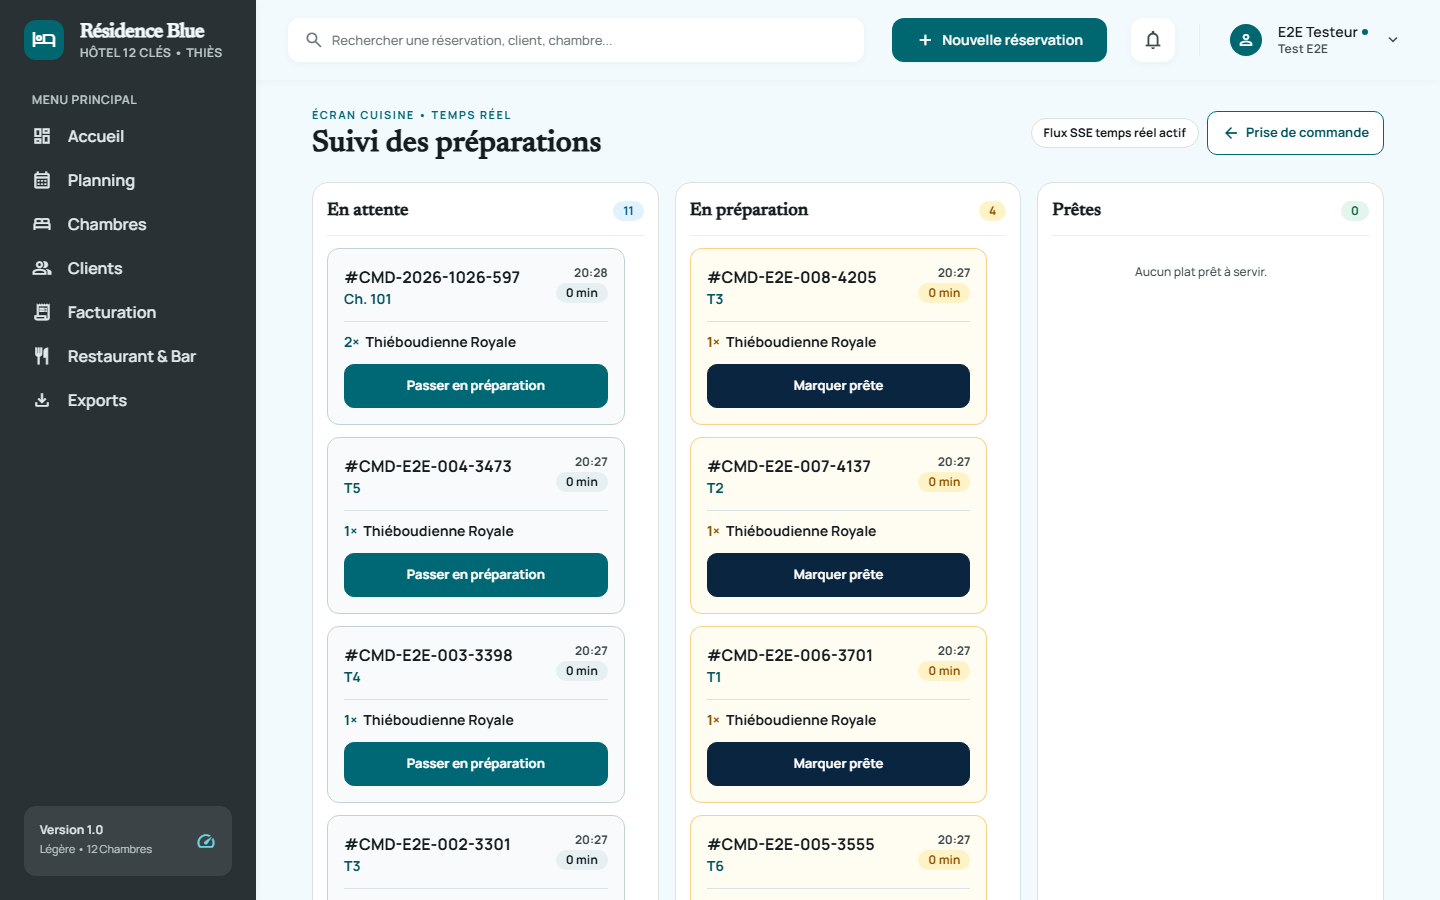 Résidence Blue
HÔTEL 12 CLÉS • THIÈS
MENU PRINCIPAL
Accueil
Planning
Chambres
Clients
Facturation
Restaurant & Bar
Exports
Version 1.0
Légère • 12 Chambres
Rechercher une réservation, client, chambre...
Nouvelle réservation
E2E Testeur
Test E2E
ÉCRAN CUISINE • TEMPS RÉEL
Suivi des préparations
Flux SSE temps réel actif
Prise de commande
En attente
11
#CMD-2026-1026-597
20:28
Ch. 101
0 min
2× Thiéboudienne Royale
Passer en préparation
#CMD-E2E-004-3473
20:27
T5
0 min
1× Thiéboudienne Royale
Passer en préparation
#CMD-E2E-003-3398
20:27
T4
0 min
1× Thiéboudienne Royale
Passer en préparation
#CMD-E2E-002-3301
20:27
T3
0 min
En préparation
4
#CMD-E2E-008-4205
20:27
T3
0 min
1× Thiéboudienne Royale
Marquer prête
#CMD-E2E-007-4137
20:27
T2
0 min
1× Thiéboudienne Royale
Marquer prête
#CMD-E2E-006-3701
20:27
T1
0 min
1× Thiéboudienne Royale
Marquer prête
#CMD-E2E-005-3555
20:27
T6
0 min
Prêtes
0
Aucun plat prêt à servir.